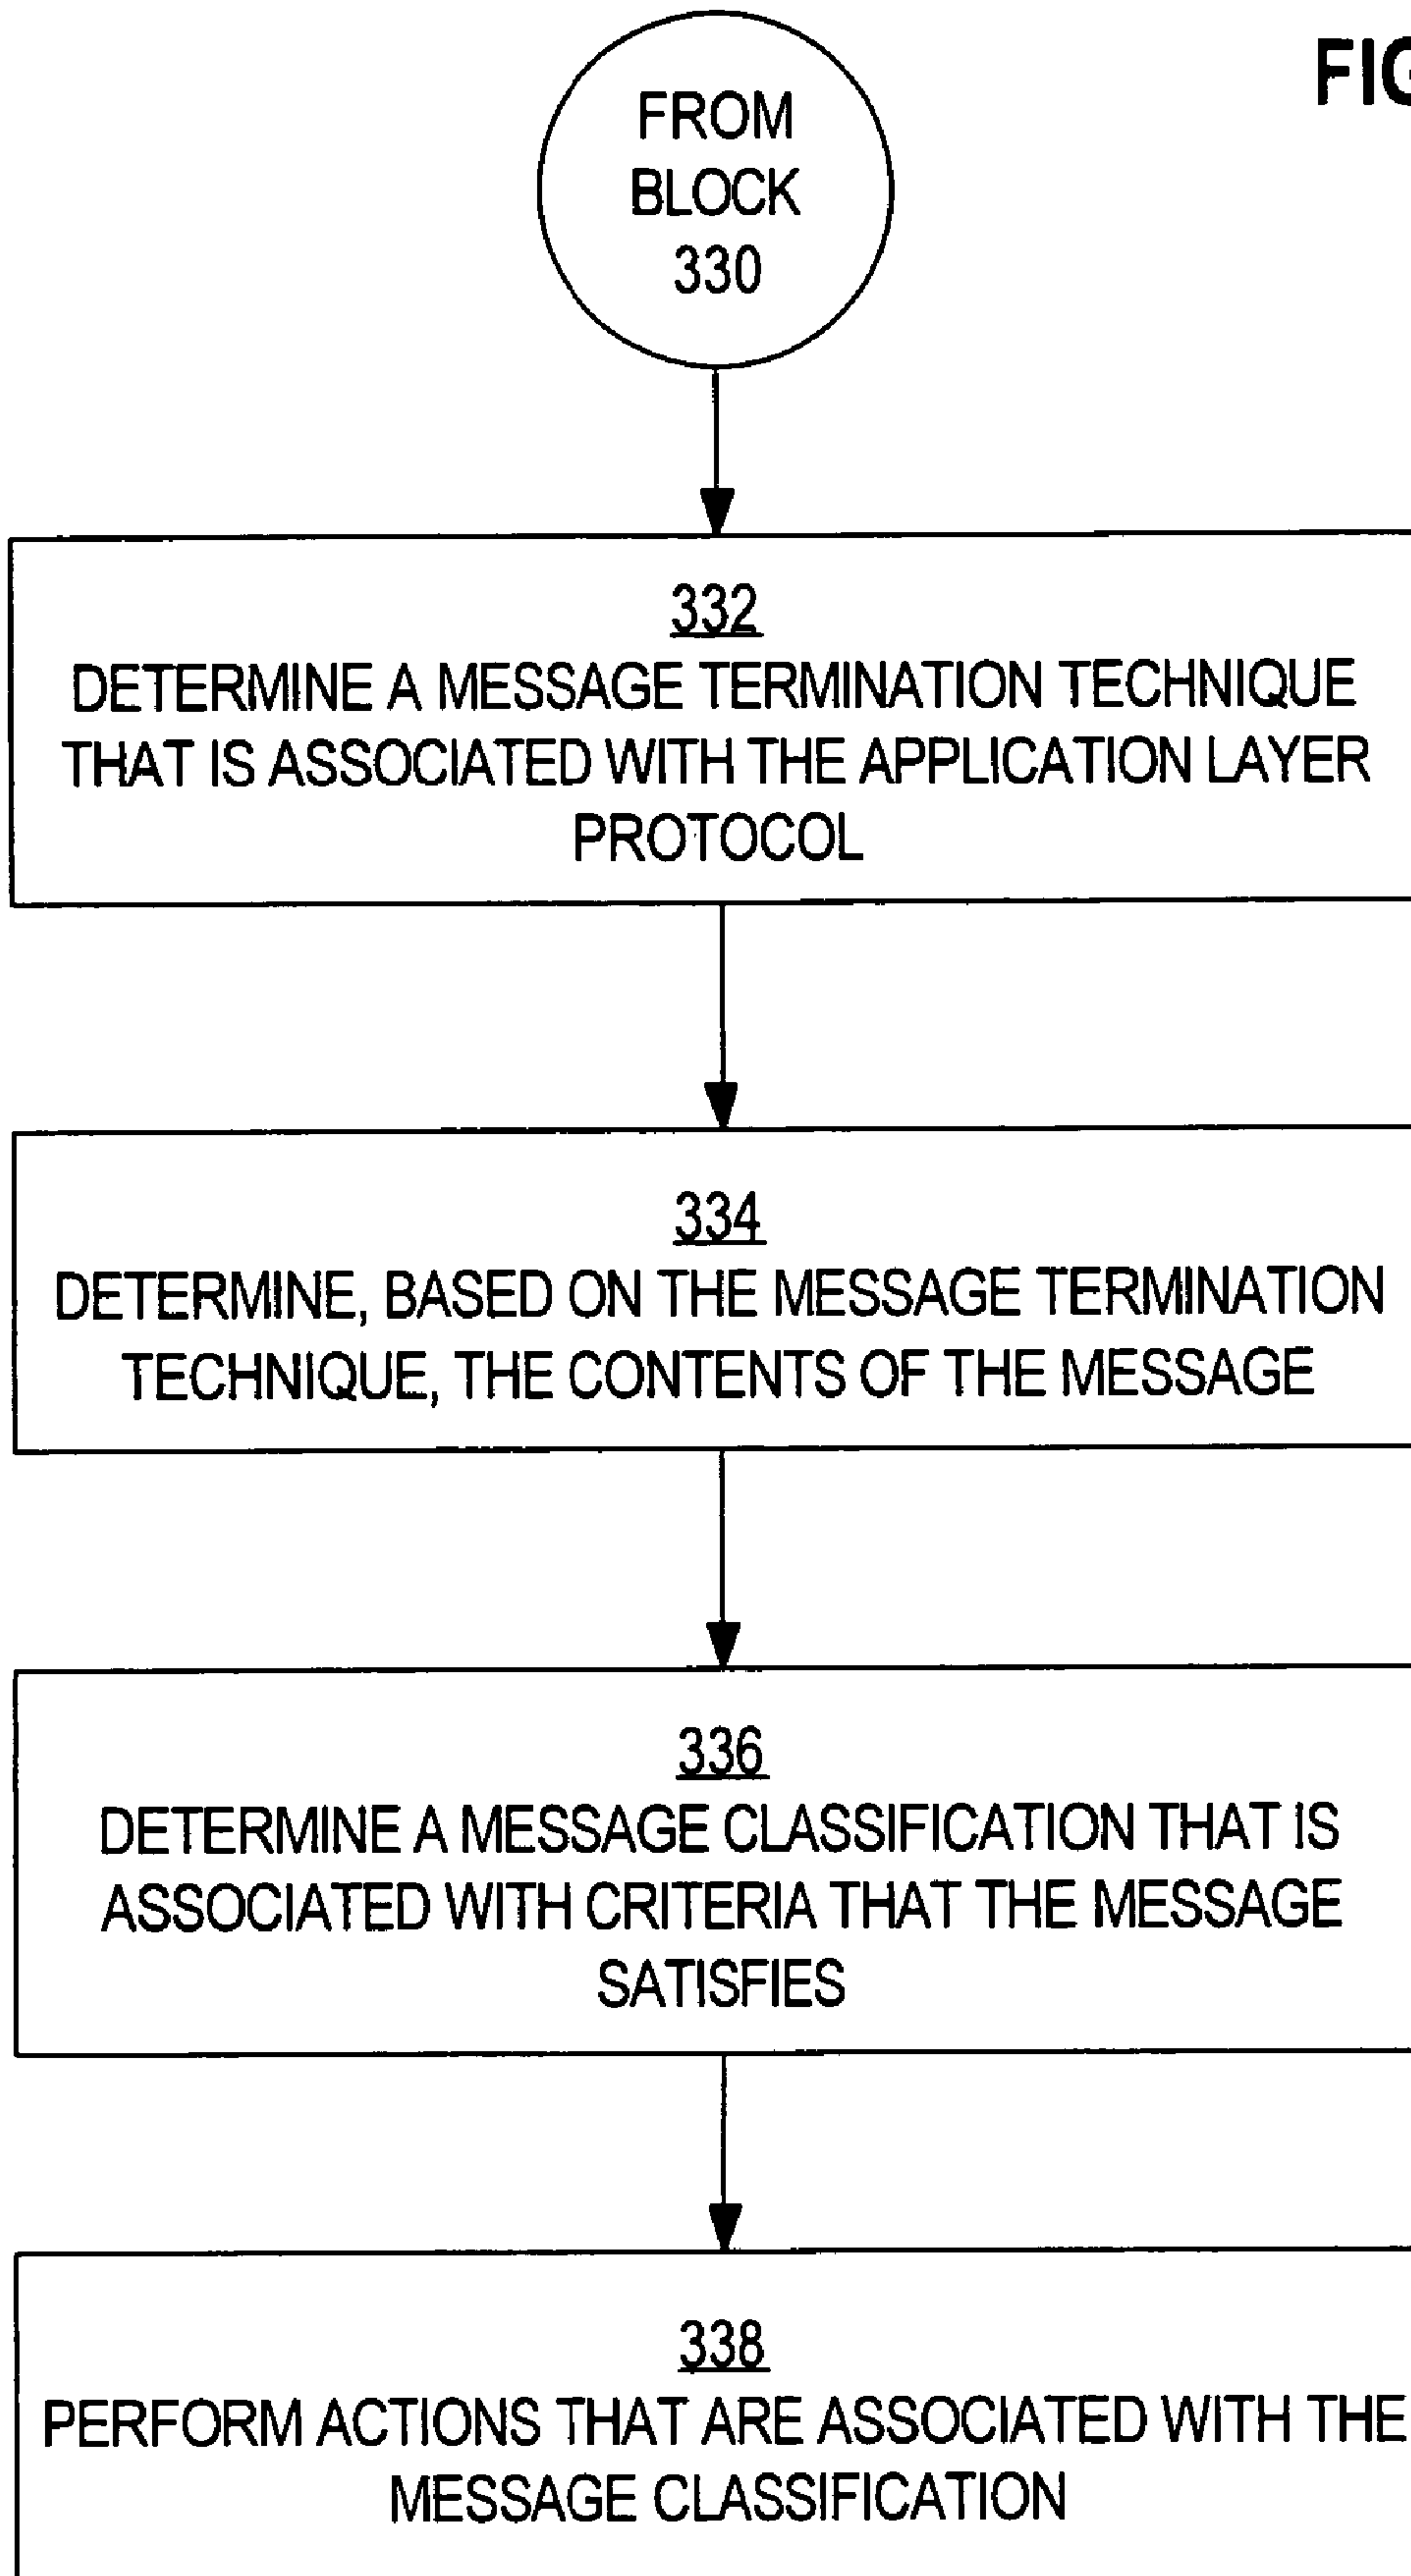 FIG
FROM
BLOCK
330
332
DETERMINE A MESSAGE TERMINATION TECHNIQUE
THAT IS ASSOCIATED WITH THE APPLICATION LAYER
PROTOCOL
334
DETERMINE, BASED ON THE MESSAGE TERMINATION
TECHNIQUE, THE CONTENTS OF THE MESSAGE
336
DETERMINE A MESSAGE CLASSIFICATION THAT IS
ASSOCIATED WITH CRITERIA THAT THE MESSAGE
SATISFIES
338
PERFORM ACTIONS THAT ARE ASSOCIATED WITH THE
MESSAGE CLASSIFICATION